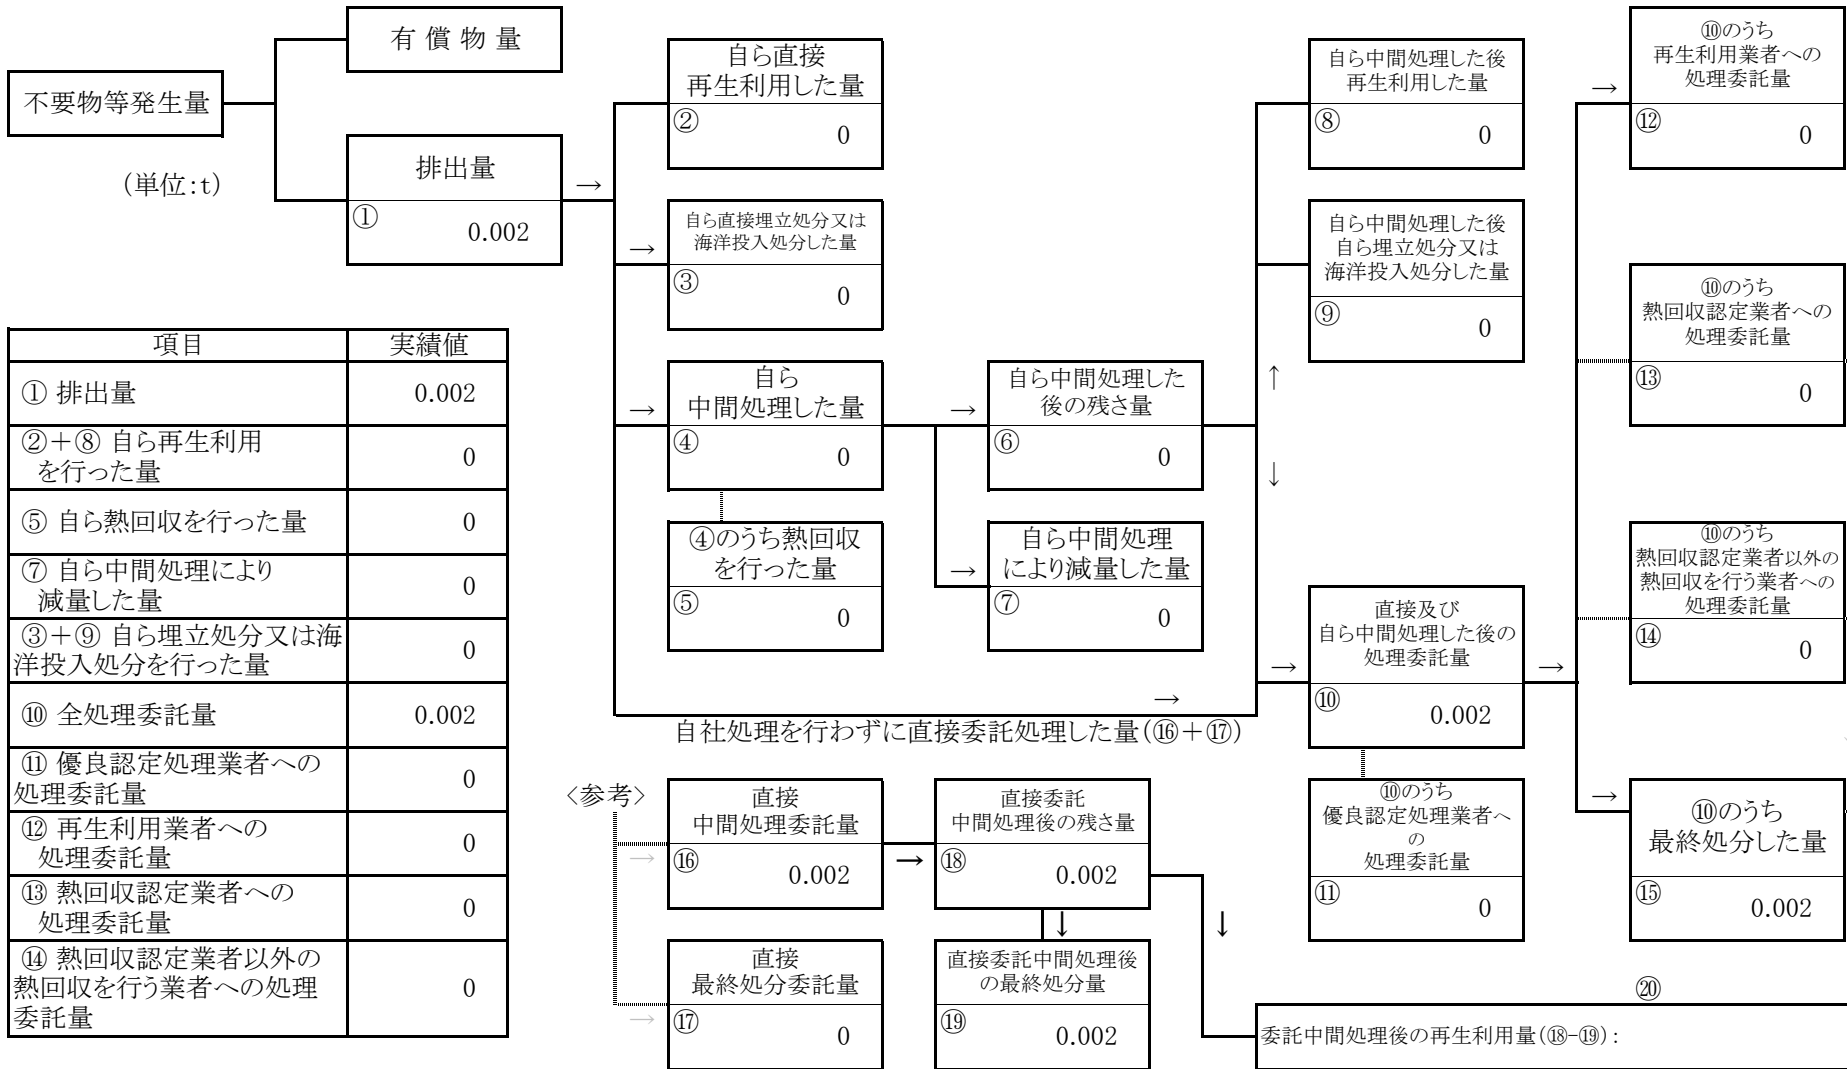 有 償 物 量
不要物等発生量
(単位:t)
排出量
①
0.002
→
自ら直接
再生利用した量
②
0
→
自ら直接埋立処分又は
海洋投入処分した量
③
0
→
自ら
中間処理した量
④
0
④のうち熱回収
を行った量
⑤
0
→
自ら中間処理した
後の残さ量
⑥
0
→
自ら中間処理
により減量した量
⑦
0
自ら中間処理した後
再生利用した量
⑧
0
自ら中間処理した後
自ら埋立処分又は
海洋投入処分した量
⑨
0
↑
↓
→
自社処理を行わずに直接委託処理した量(⑯+⑰)
→
直接及び
自ら中間処理した後の
処理委託量
⑩
0.002
⑩のうち
優良認定処理業者へ
の
処理委託量
⑪
0
→
→
⑩のうち
再生利用業者への
処理委託量
⑫
0
⑩のうち
熱回収認定業者への
処理委託量
⑬
0
⑩のうち
熱回収認定業者以外の
熱回収を行う業者への
処理委託量
⑭
0
→
⑩のうち
最終処分した量
⑮
0.002
項目 実績値
① 排出量 0.002
②+⑧ 自ら再生利用
を行った量 0
⑤ 自ら熱回収を行った量 0
⑦ 自ら中間処理により
減量した量 0
③+⑨ 自ら埋立処分又は海
洋投入処分を行った量 0
⑩ 全処理委託量 0.002
⑪ 優良認定処理業者への
処理委託量 0
⑫ 再生利用業者への
処理委託量 0
⑬ 熱回収認定業者への
処理委託量 0
⑭ 熱回収認定業者以外の
熱回収を行う業者への処理
委託量 0
<参考>
→
直接
中間処理委託量
⑯
0.002
→
直接
最終処分委託量
⑰
0
→
直接委託
中間処理後の残さ量
⑱
0.002
↓
直接委託中間処理後
の最終処分量
⑲
0.002
↓
⑳
委託中間処理後の再生利用量(⑱-⑲):